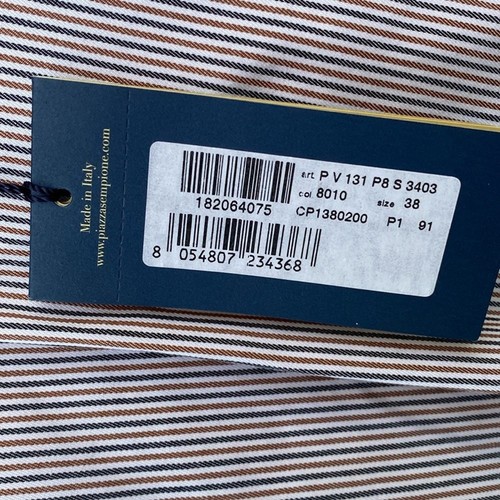 Made in Italy
www.piazzasempione.com
art. P V 131 P8 S 3403
col 8010 size 38
182064075
CP1380200 P1 91
8 054807 234368